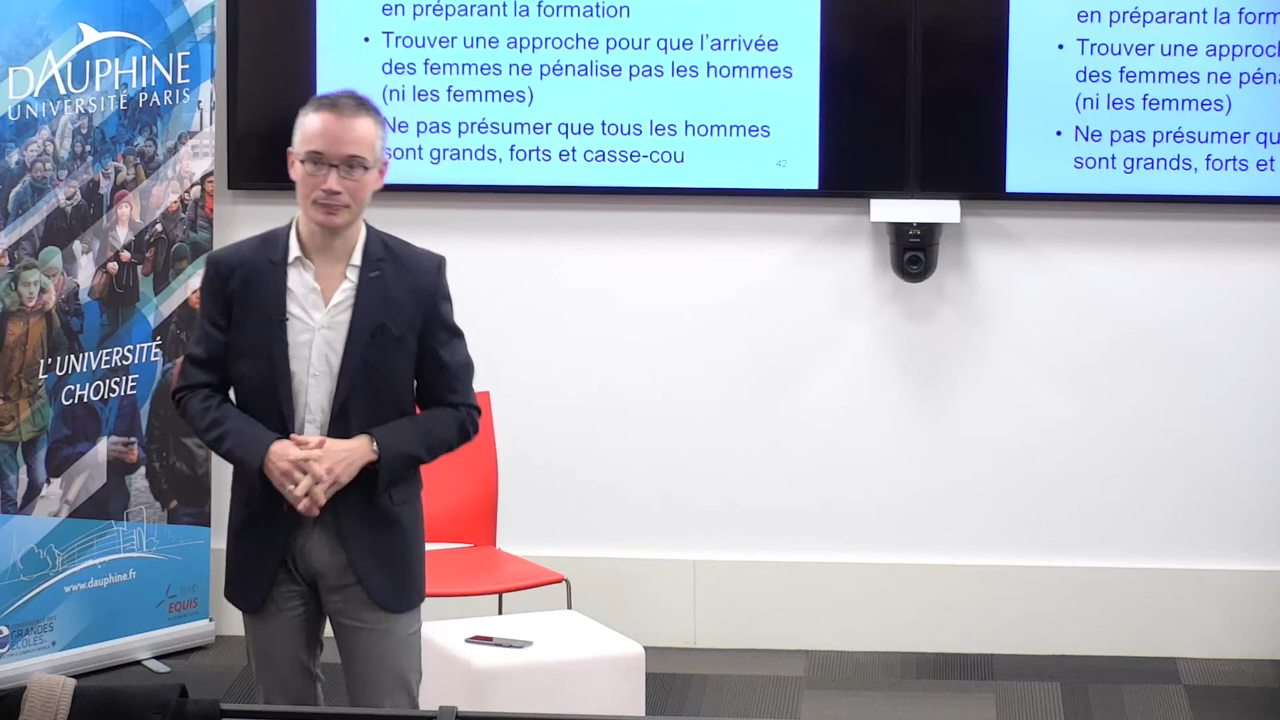 DAUPHINE
UNIVERSITÉ PARIS
L'UNIVERSITÉ
CHOISIE
www.dauphine.fr
EQUIS
GRANDES
ECOLES
en préparant la formation
• Trouver une approche pour que l'arrivée
des femmes ne pénalise pas les hommes
(ni les femmes)
Ne pas présumer que tous les hommes
sont grands, forts et casse-cou
42
en préparant la form
• Trouver une approc
des femmes ne péna
(ni les femmes)
• Ne pas présumer qu
sont grands, forts et